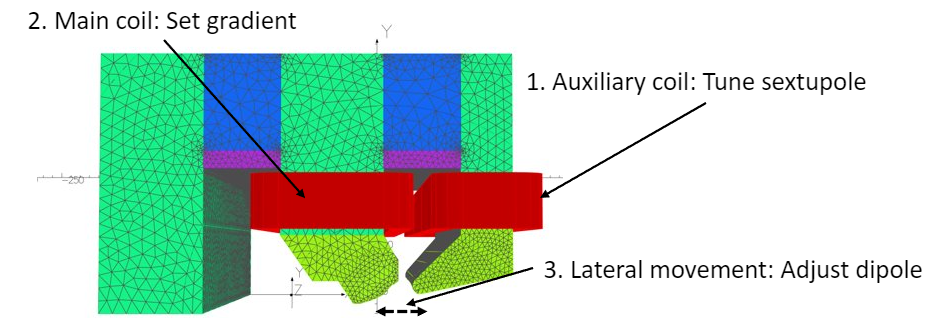 2. Main coil: Set gradient
Y
1. Auxiliary coil: Tune sextupole
-250
Y
Z
3. Lateral movement: Adjust dipole